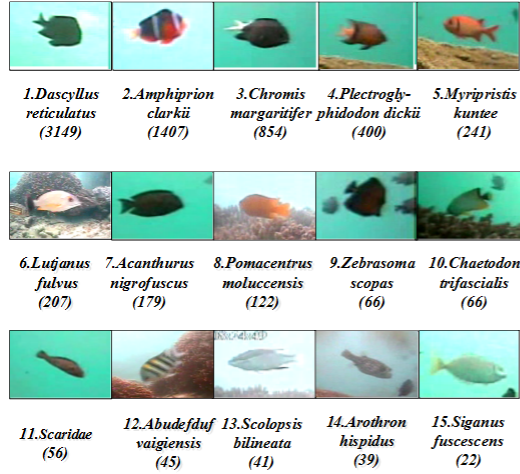 1.Dascyllus
reticulatus
(3149)
2.Amphiprion
clarkii
(1407)
3.Chromis
margaritifer
(854)
4.Plectrogly-
phidodon dickii
(400)
5.Myripristis
kuntee
(241)
6.Lutjanus
fulvus
(207)
7.Acanthurus
nigrofuscus
(179)
8.Pomacentrus
moluccensis
(122)
9.Zebrasoma
scopas
(66)
10.Chaetodon
trifascialis
(66)
11.Scaridae
(56)
12.Abudefduf
vaigiensis
(45)
13.Scolopsis
bilineata
(41)
14.Arothron
hispidus
(39)
15.Siganus
fuscescens
(22)